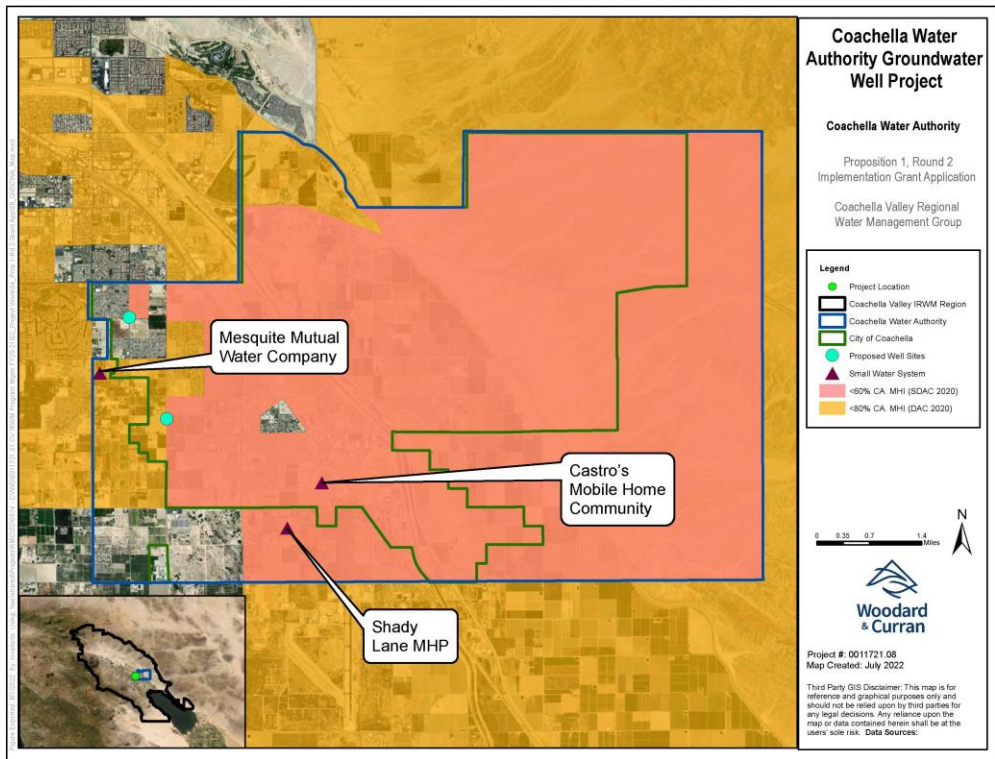 Coachella Water
Authority Groundwater
Well Project
Coachella Water Authority
Proposition 1, Round 2
Implementation Grant Application
Coachella Valley Regional
Water Management Group
Legend
Project Location
Coachella Valley IRWM Region
Coachella Water Authority
City of Coachella
Proposed Well Sites
Small Water System
<60% CA. MHI (SDAC 2020)
<80% CA. MHI (DAC 2020)
Mesquite Mutual
Water Company
Castro's
Mobile Home
Community
Shady
Lane MHP
N
0 0.35 0.7 1.4
Miles
Woodard
& Curran
Project #: 0011721.08
Map Created: July 2022
Third Party GIS Disclaimer: This map is for
reference and graphical purposes only and
should not be relied upon by third parties for
any legal decisions. Any reliance upon the
map or data contained herein shall be at the
users' sole risk. Data Sources: